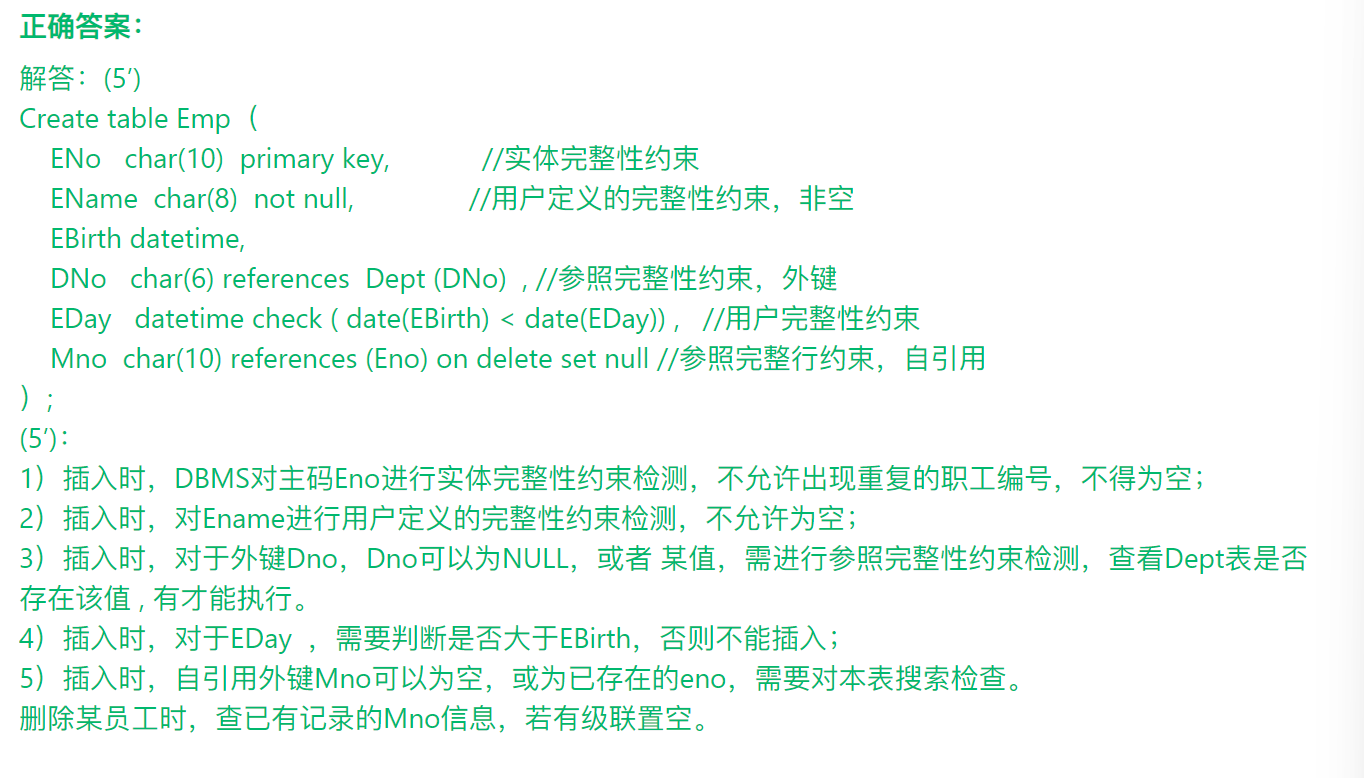 正确答案：
解答：(5’)
Create table Emp（
ENo char(10) primary key, //实体完整性约束
EName char(8) not null, //用户定义的完整性约束，非空
EBirth datetime,
DNo char(6) references Dept (DNo) , //参照完整性约束，外键
EDay datetime check ( date(EBirth) < date(EDay)) , //用户完整性约束
Mno char(10) references (Eno) on delete set null //参照完整行约束，自引用
）;
(5’)：
1）插入时，DBMS对主码Eno进行实体完整性约束检测，不允许出现重复的职工编号，不得为空；
2）插入时，对Ename进行用户定义的完整性约束检测，不允许为空；
3）插入时，对于外键Dno，Dno可以为NULL，或者 某值，需进行参照完整性约束检测，查看Dept表是否
存在该值 , 有才能执行。
4）插入时，对于EDay ，需要判断是否大于EBirth，否则不能插入；
5）插入时，自引用外键Mno可以为空，或为已存在的eno，需要对本表搜索检查。
删除某员工时，查已有记录的Mno信息，若有级联置空。